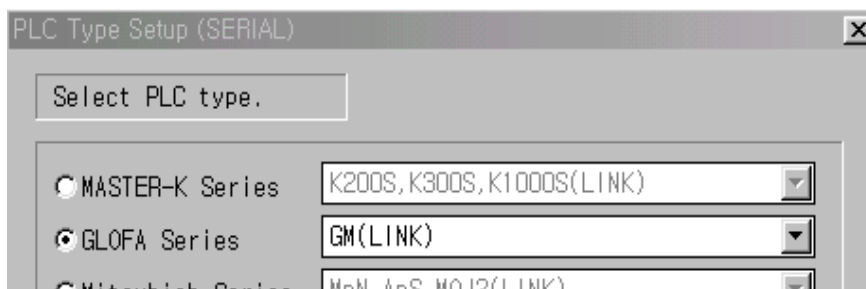 PLC Type Setup (SERIAL)
Select PLC type.
MASTER-K Series K200S,K300S,K1000S(LINK)
GLOFA Series GM(LINK)